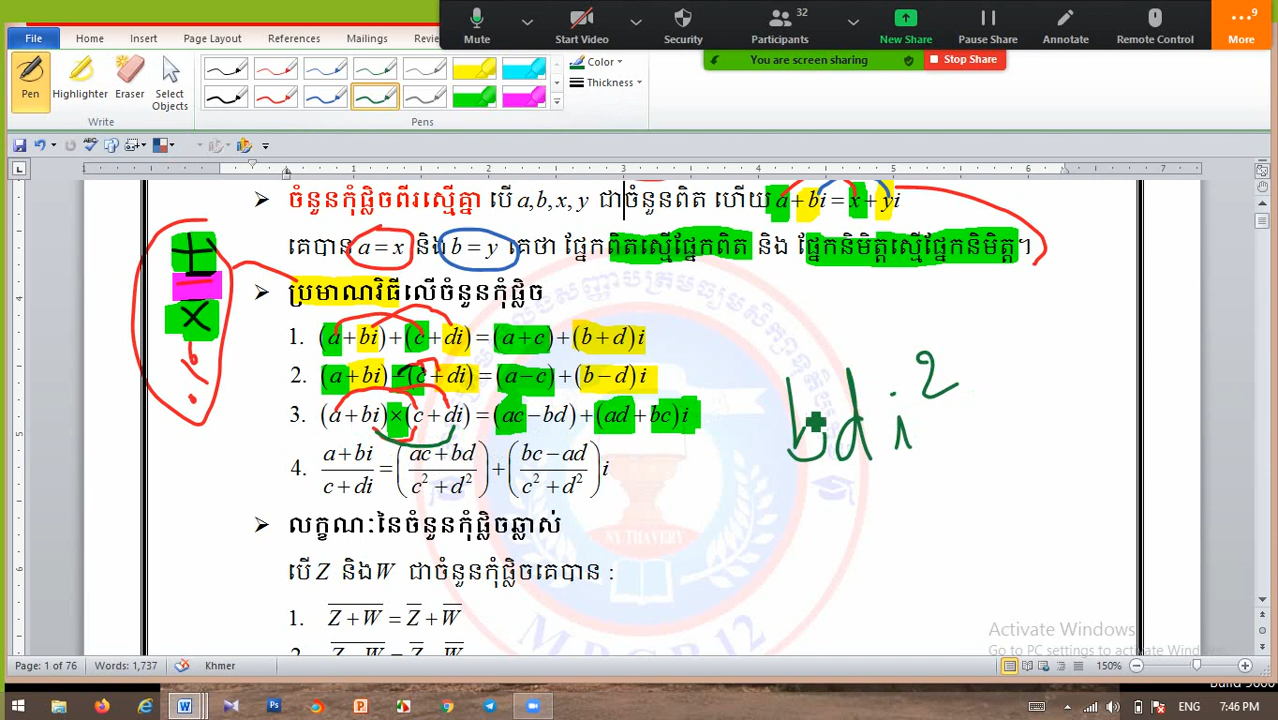 32
9
Mute
Start Video
Security
Participants
New Share
Pause Share
Annotate
Remote Control
More
You are screen sharing
Stop Share
File
Home
Insert
Page Layout
References
Mailings
Pen
Highlighter
Eraser
Select Objects
Color
Thickness
Write
Pens
1 2 3 4 5 6 7
ចំនួនកុំផ្លិចពីរស្មើគ្នា បើ a,b,x,y ជាចំនួនពិត ហើយ a+bi=x+yi
គេបាន a=x និង b=y គេថា ផ្នែកពិតស្មើផ្នែកពិត និង ផ្នែកនិមិត្តស្មើផ្នែកនិមិត្ត។
+
−
×
÷
ប្រមាណវិធីលើចំនួនកុំផ្លិច
1. (a+bi)+(c+di)=(a+c)+(b+d)i
2. (a+bi)-(c+di)=(a-c)+(b-d)i
3. (a+bi)×(c+di)=(ac-bd)+(ad+bc)i
bdi²
4. (a+bi)/(c+di)=((ac+bd)/(c²+d²))+((bc-ad)/(c²+d²))i
លក្ខណៈនៃចំនួនកុំផ្លិចឆ្លាស់
បើ Z និង W ជាចំនួនកុំផ្លិចគេបាន :
1. Z̅+̅W̅ = Z̅ + W̅
Activate Windows
Go to PC settings to activate Windows
Page: 1 of 76
Words: 1,737
Khmer
150%
ENG
7:46 PM